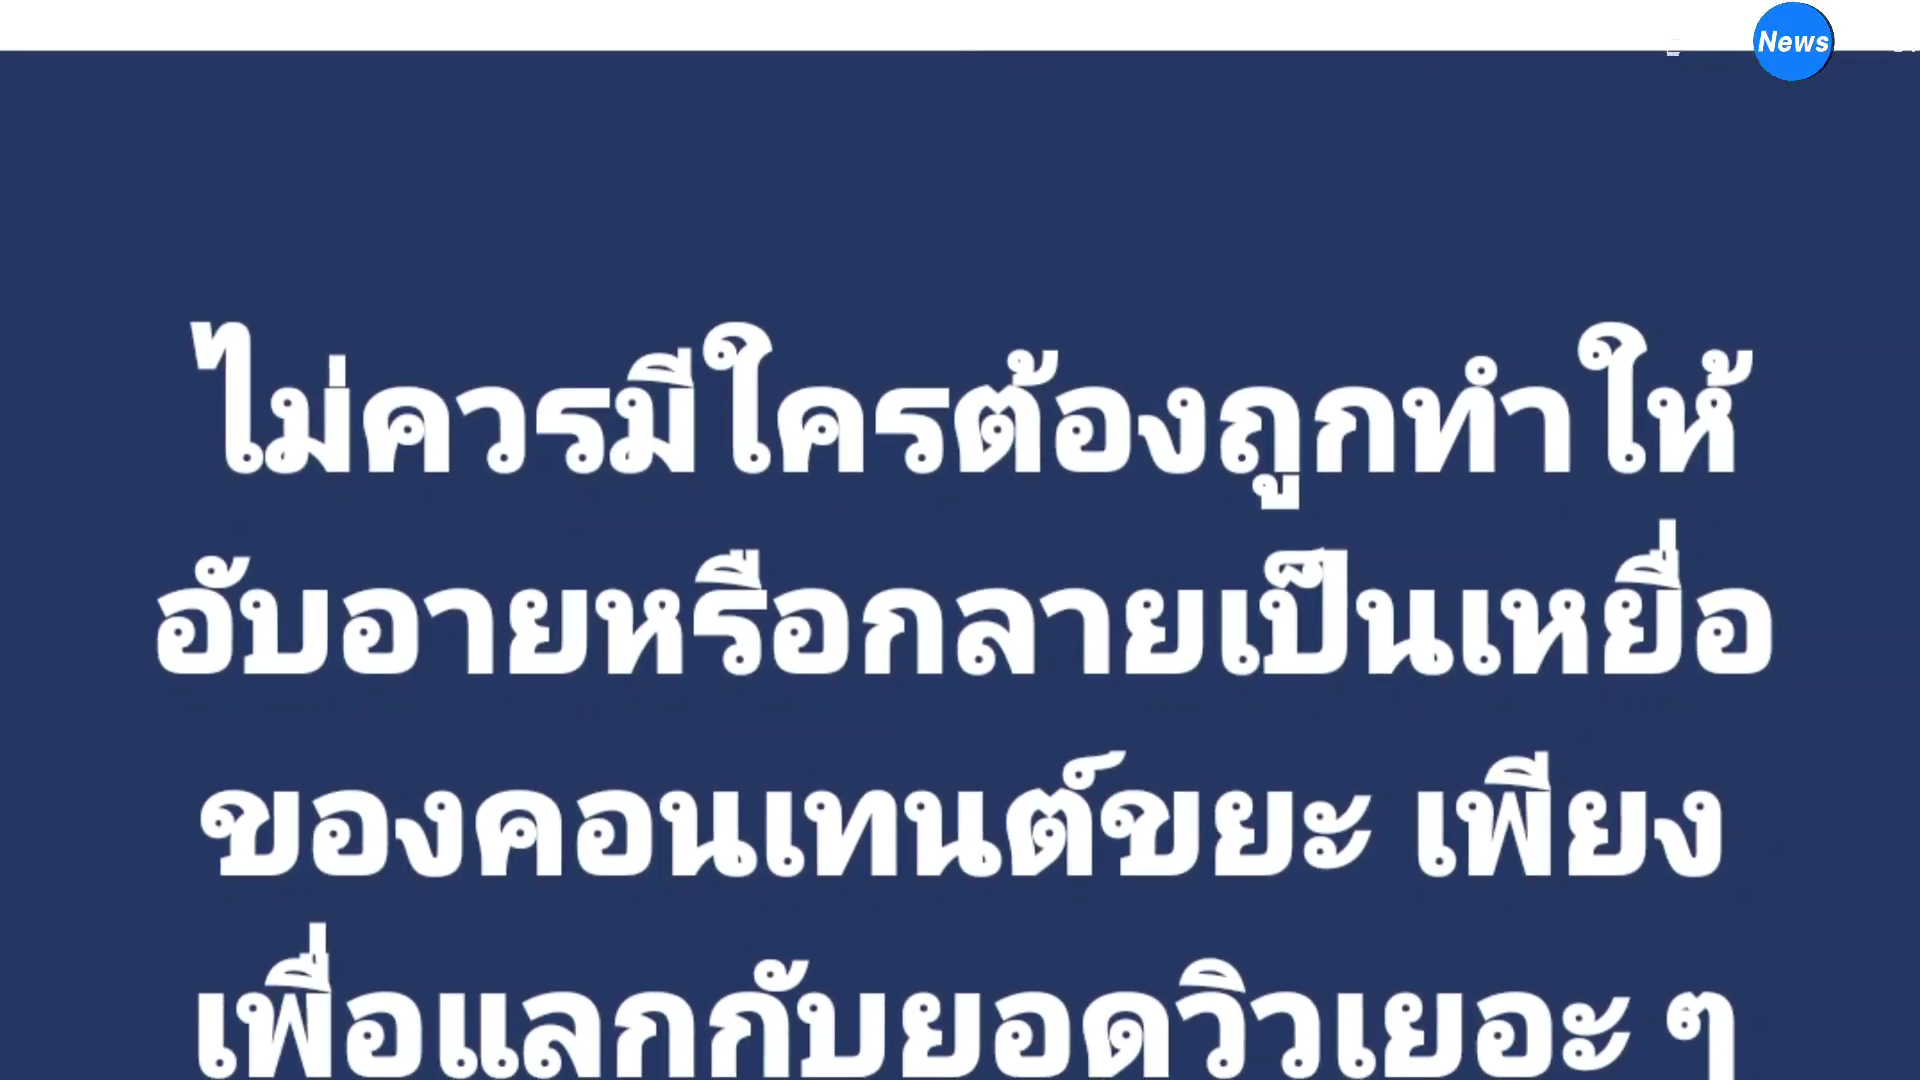 News
ไม่ควรมีใครต้องถูกทำให้
อับอายหรือกลายเป็นเหยื่อ
ของคอนเทนต์ขยะ เพียง
เพื่อแลกกับยอดวิวเยอะ ๆ